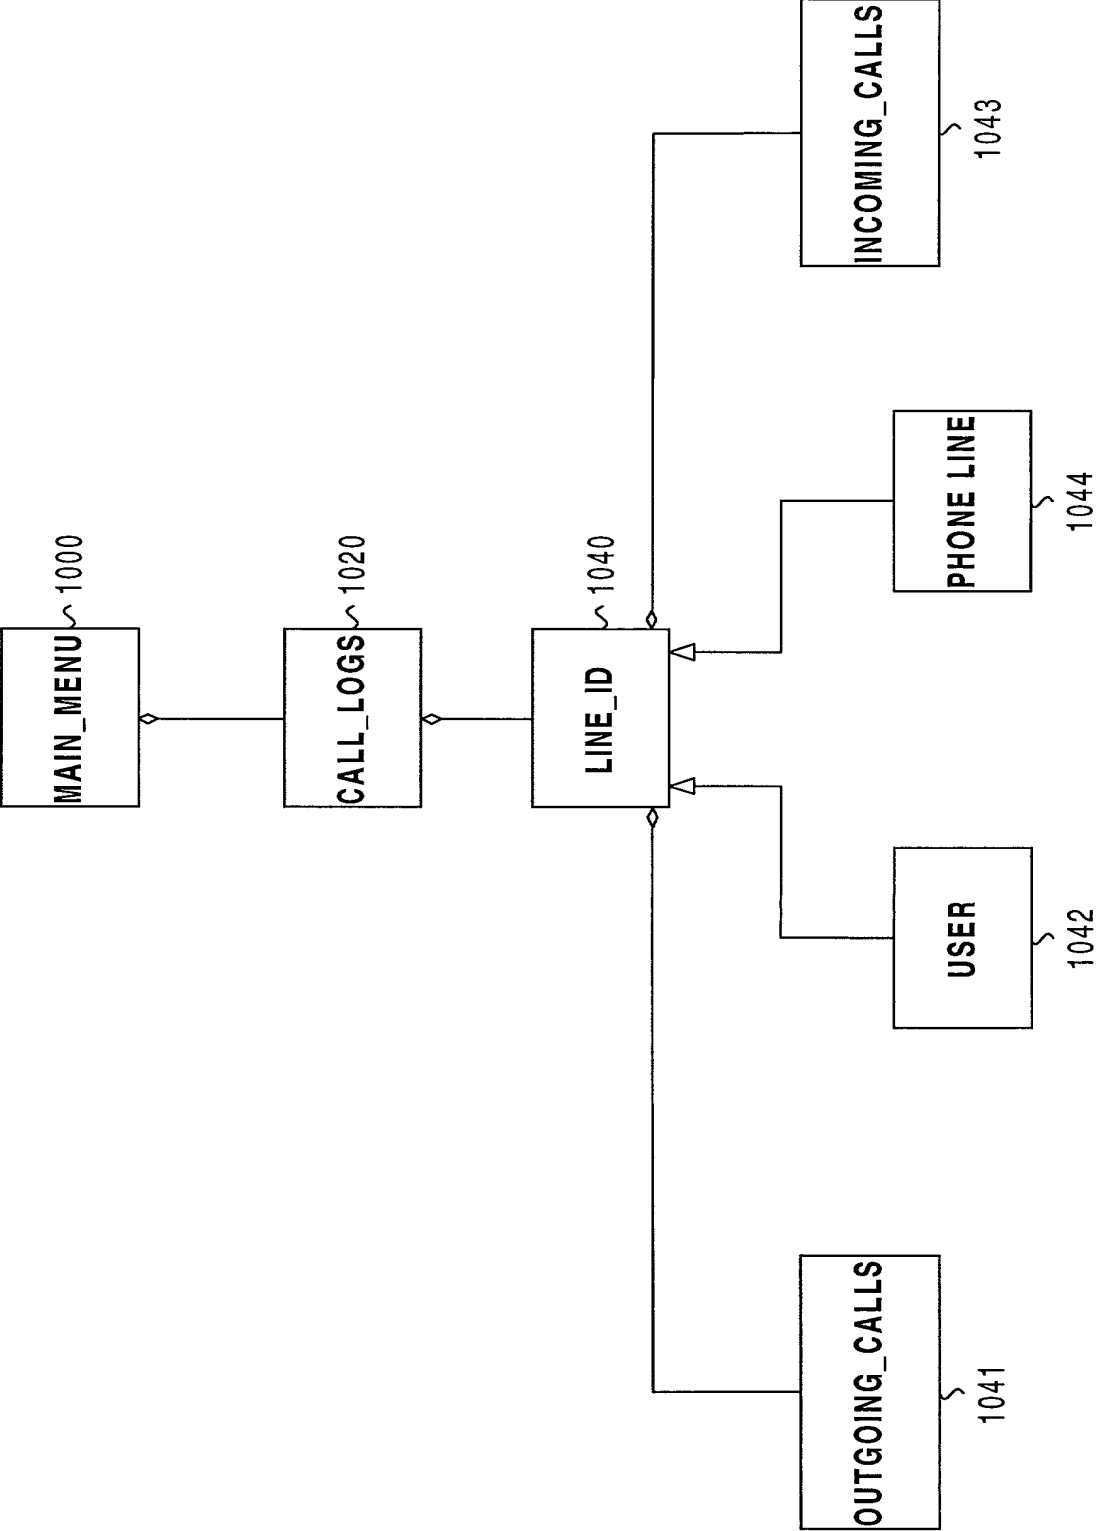 MAIN_MENU
1000
CALL_LOGS
1020
LINE_ID
1040
OUTGOING_CALLS
1041
USER
1042
PHONE LINE
1044
INCOMING_CALLS
1043